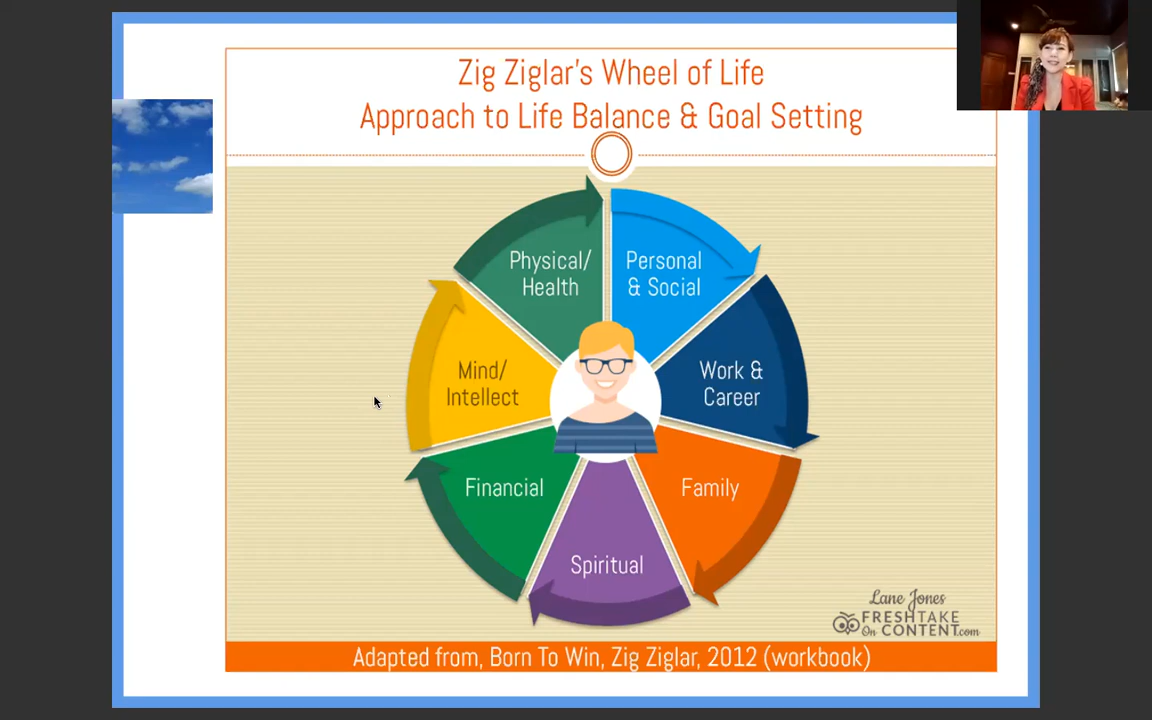 Zig Ziglar's Wheel of Life
Approach to Life Balance & Goal Setting
Physical/
Health
Personal
& Social
Mind/
Intellect
Work &
Career
Financial
Family
Spiritual
Lane Jones
FRESHTAKE
On CONTENT.com
Adapted from, Born To Win, Zig Ziglar, 2012 (workbook)